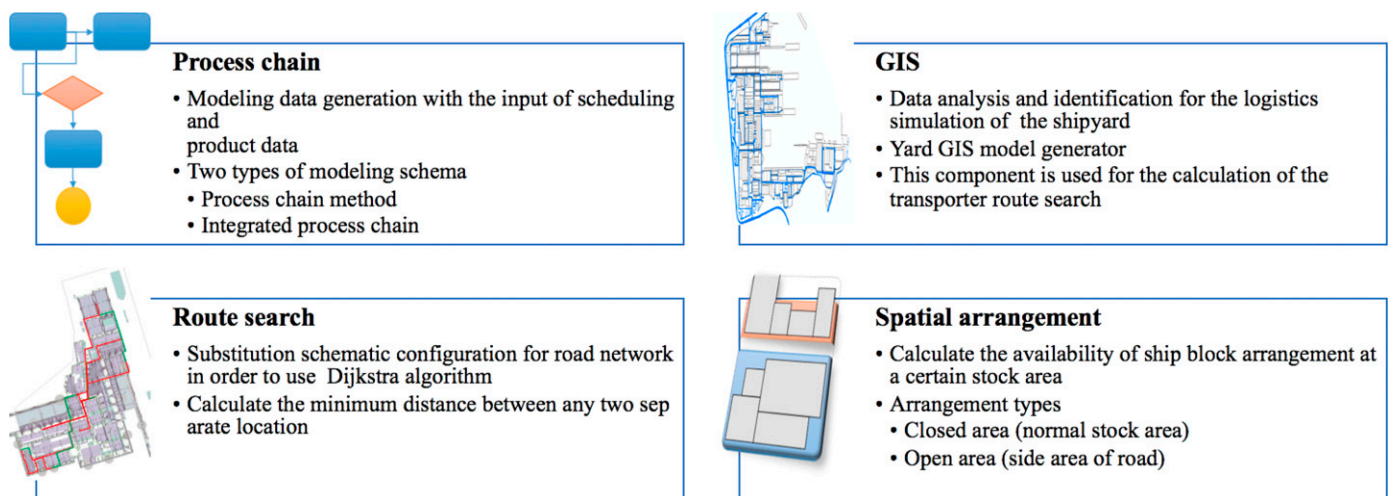 Process chain
• Modeling data generation with the input of scheduling
and
product data
• Two types of modeling schema
• Process chain method
• Integrated process chain
GIS
• Data analysis and identification for the logistics
simulation of the shipyard
• Yard GIS model generator
• This component is used for the calculation of the
transporter route search
Route search
• Substitution schematic configuration for road network
in order to use Dijkstra algorithm
• Calculate the minimum distance between any two sep
arate location
Spatial arrangement
• Calculate the availability of ship block arrangement at
a certain stock area
• Arrangement types
• Closed area (normal stock area)
• Open area (side area of road)